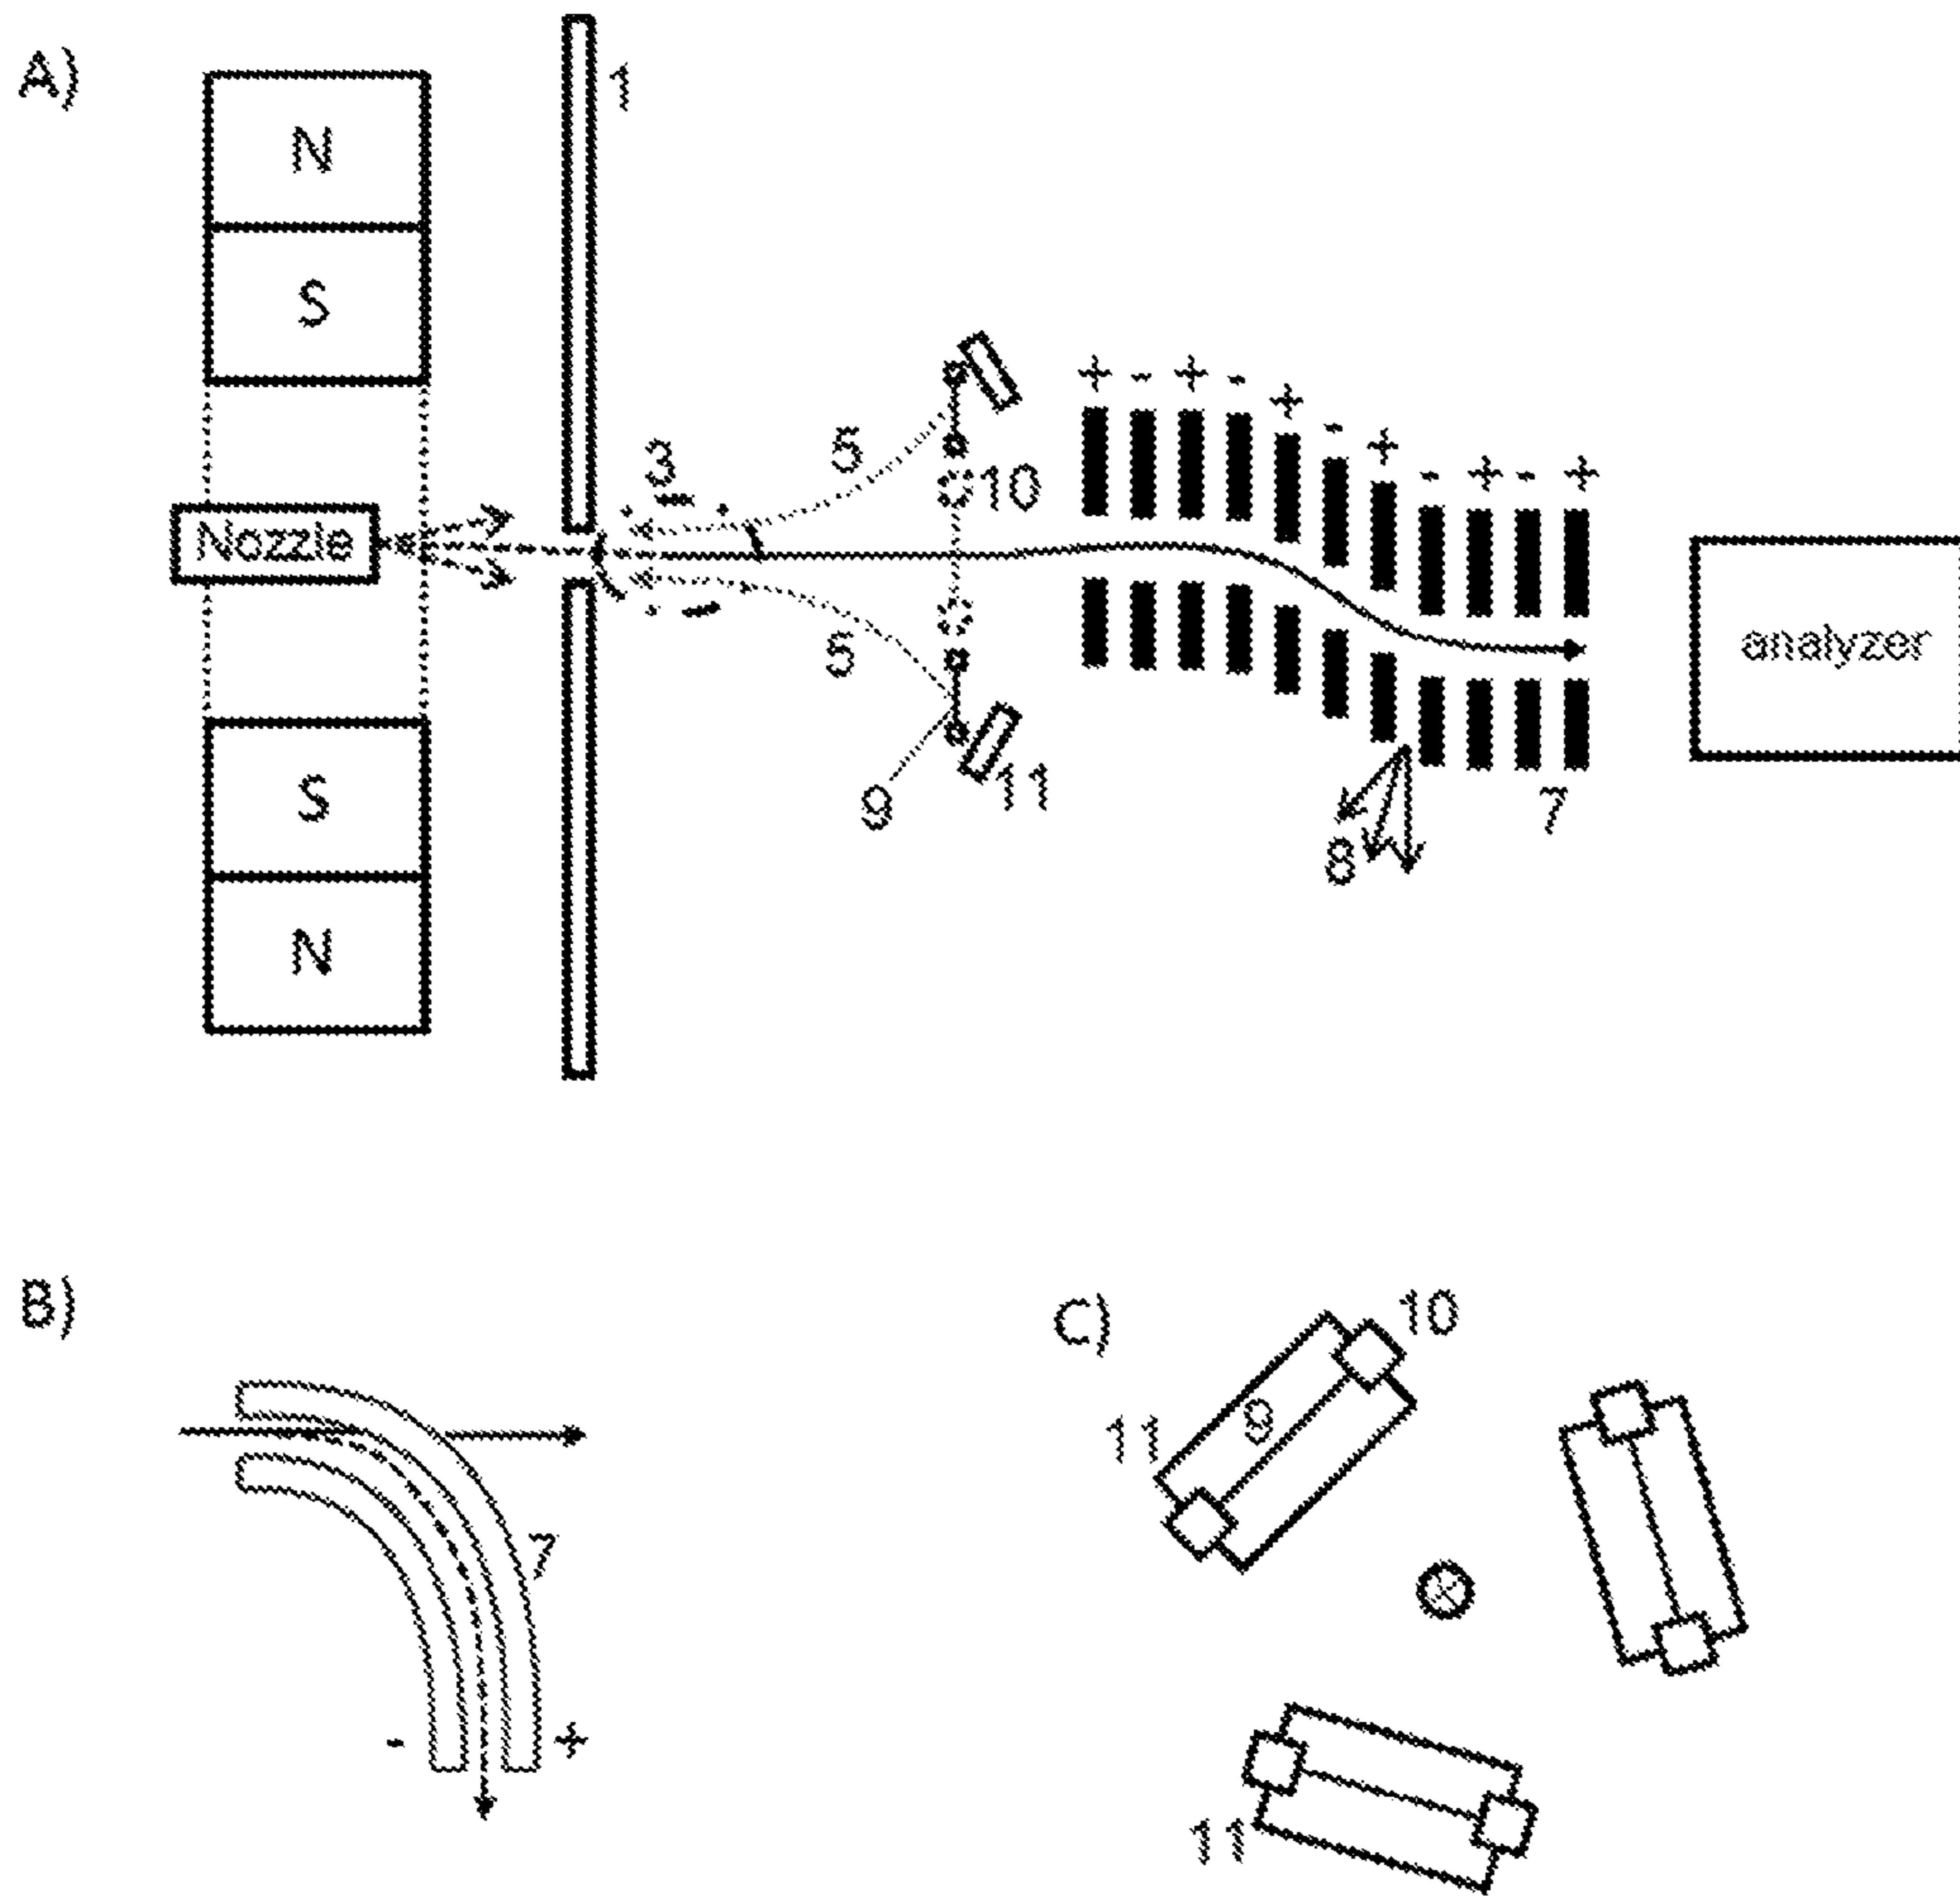 A)
1
N
S
+ - + - + - + - + - +
3
5
10
Nozzle
analyzer
5
S
9
11
8
7
N
B)
C)
10
9
11
7
- +
11